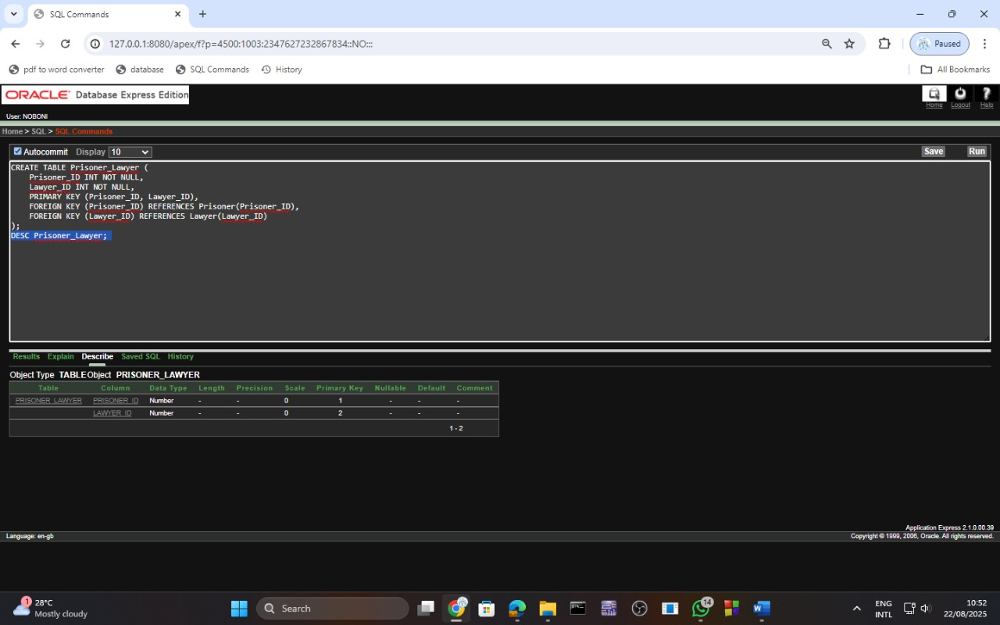 SQL Commands
127.0.0.1:8080/apex/f?p=4500:1003:2347627232867834::NO:::
Paused
pdf to word converter database SQL Commands History All Bookmarks
ORACLE Database Express Edition
Home Logout Help
User: NOBONI
Home > SQL > SQL Commands
Autocommit Display 10 Save Run
CREATE TABLE Prisoner_Lawyer (
Prisoner_ID INT NOT NULL,
Lawyer_ID INT NOT NULL,
PRIMARY KEY (Prisoner_ID, Lawyer_ID),
FOREIGN KEY (Prisoner_ID) REFERENCES Prisoner(Prisoner_ID),
FOREIGN KEY (Lawyer_ID) REFERENCES Lawyer(Lawyer_ID)
);
DESC Prisoner_Lawyer;
Results Explain Describe Saved SQL History
Object Type TABLE Object PRISONER_LAWYER
Table Column Data Type Length Precision Scale Primary Key Nullable Default Comment
PRISONER_LAWYER PRISONER_ID Number - - 0 1 - - -
LAWYER_ID Number - - 0 2 - - -
1 - 2
Application Express 2.1.0.00.39
Language: en-gb Copyright © 1999, 2006, Oracle. All rights reserved.
1 28°C
Mostly cloudy
Search
14
W
ENG
INTL
10:52
22/08/2025